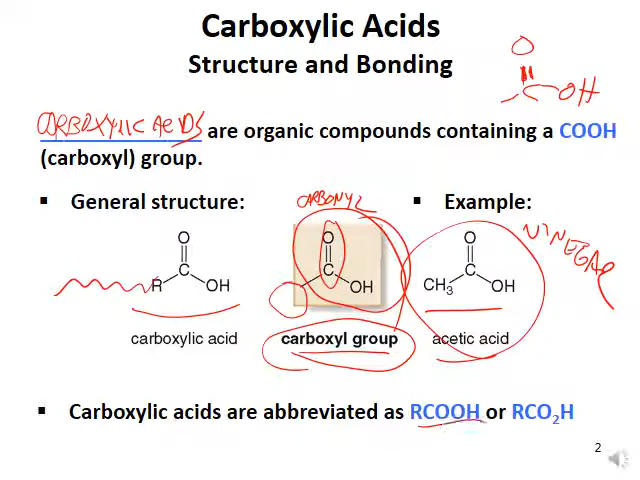 Carboxylic Acids
Structure and Bonding
O
C OH
CARBOXYLIC ACIDS are organic compounds containing a COOH
(carboxyl) group.
▪ General structure:
CARBONYL
▪ Example:
VINEGAR
O
R C OH
O
C OH
O
CH3 C OH
carboxylic acid
carboxyl group
acetic acid
▪ Carboxylic acids are abbreviated as RCOOH or RCO2H
2